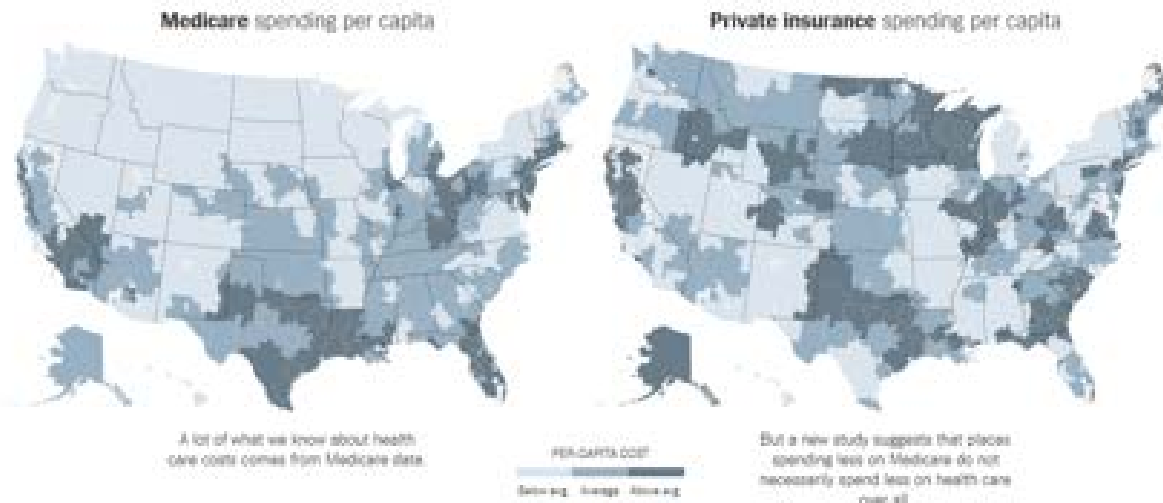 Medicare spending per capita
Private insurance spending per capita
A lot of what we know about health
care costs comes from Medicare data.
PER-CAPITA COST
Below avg. Average Above avg.
But a new study suggests that places
spending less on Medicare do not
necessarily spend less on health care
over all.